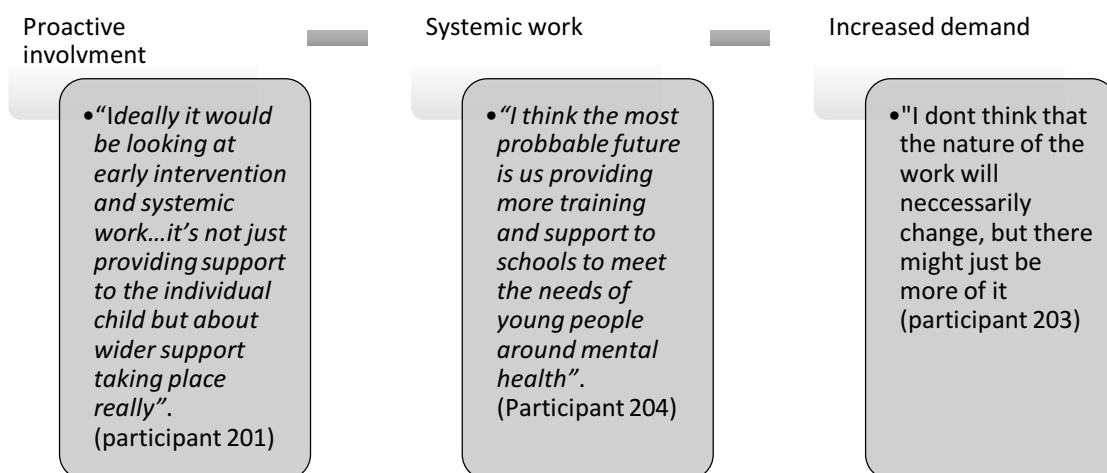 Proactive
involvment
•“Ideally it would
be looking at
early intervention
and systemic
work…it’s not just
providing support
to the individual
child but about
wider support
taking place
really”.
(participant 201)
Systemic work
•“I think the most
probbable future
is us providing
more training
and support to
schools to meet
the needs of
young people
around mental
health”.
(Participant 204)
Increased demand
•"I dont think that
the nature of the
work will
neccessarily
change, but there
might just be
more of it
(participant 203)